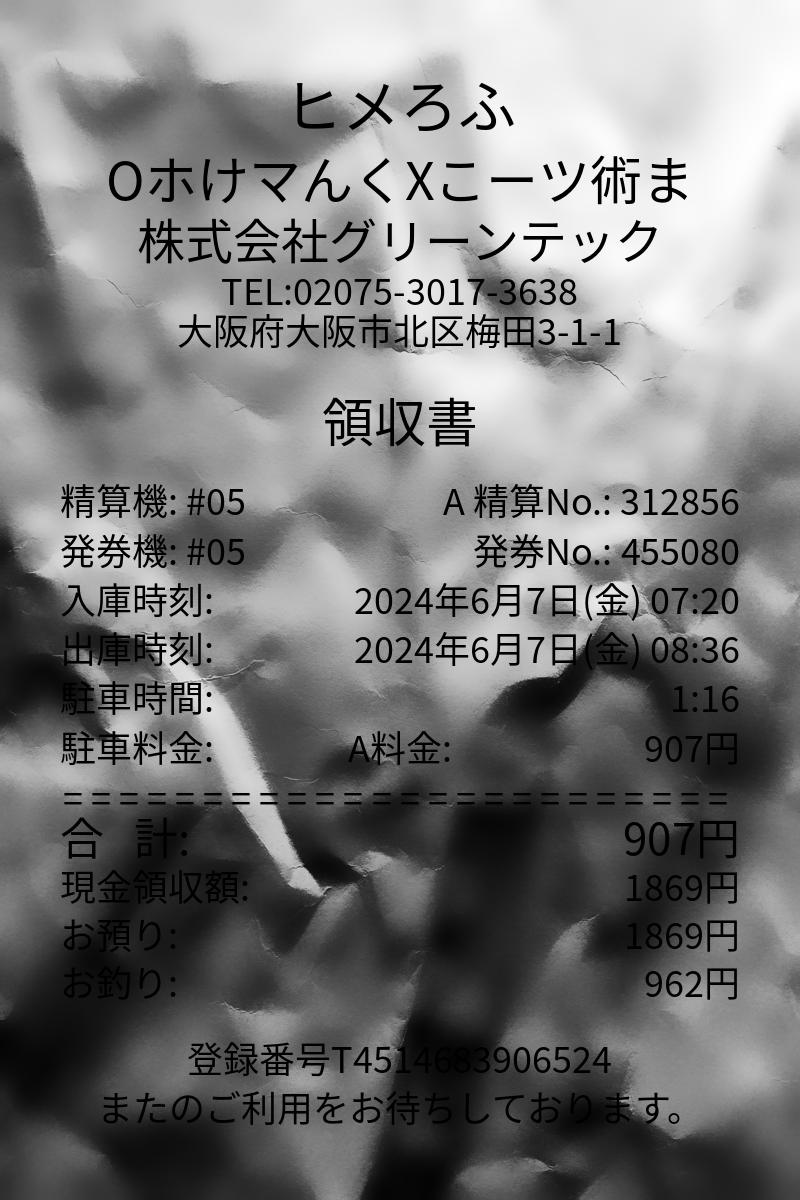 ヒメろふ
OホけマんくXこーツ術ま
株式会社グリーンテック
TEL:02075-3017-3638
大阪府大阪市北区梅田3-1-1
領収書
精算機: #05 A 精算No.: 312856
発券機: #05 発券No.: 455080
入庫時刻: 2024年6月7日(金) 07:20
出庫時刻: 2024年6月7日(金) 08:36
駐車時間: 1:16
駐車料金: A料金: 907円
========================
合 計: 907円
現金領収額: 1869円
お預り: 1869円
お釣り: 962円
登録番号T4514683906524
またのご利用をお待ちしております。